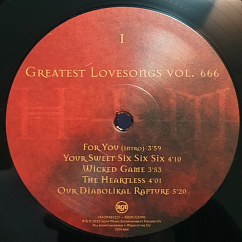 I
GREATEST LOVESONGS VOL. 666
FOR YOU (INTRO) 3'59
YOUR SWEET SIX SIX SIX 4'10
WICKED GAME 3'53
THE HEARTLESS 4'01
OUR DIABOLIKAL RAPTURE 5'20
RCA